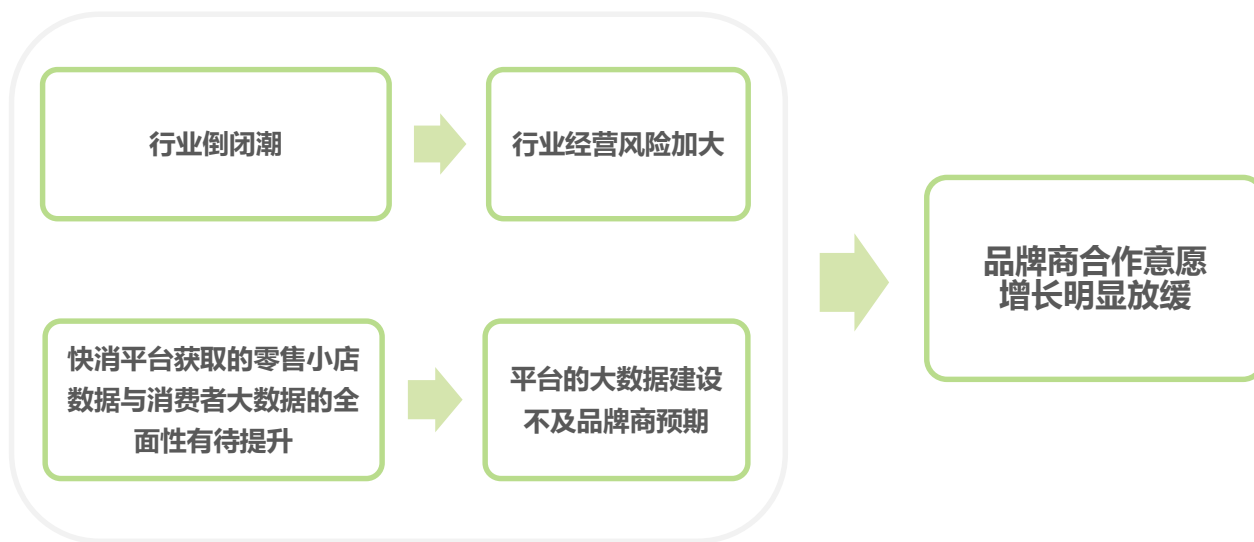 行业倒闭潮
行业经营风险加大
快消平台获取的零售小店
数据与消费者大数据的全
面性有待提升
平台的大数据建设
不及品牌商预期
品牌商合作意愿
增长明显放缓